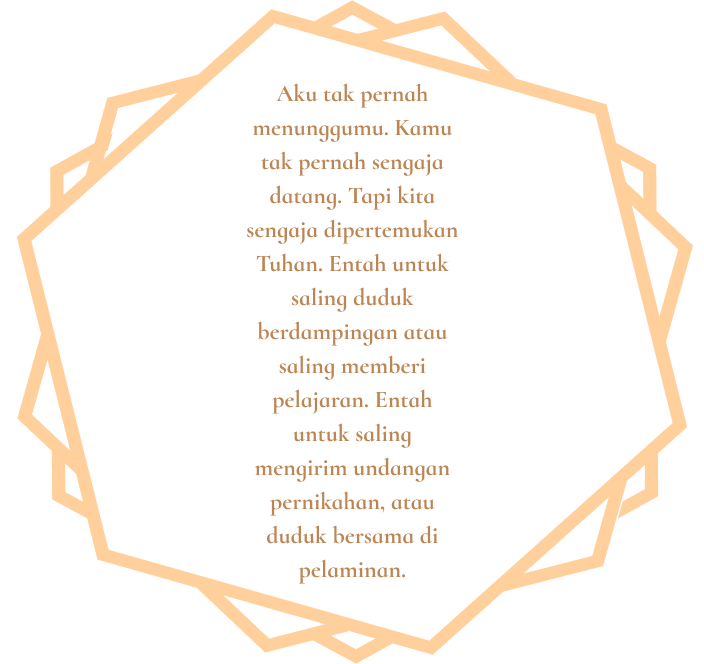 Aku tak pernah
menunggumu. Kamu
tak pernah sengaja
datang. Tapi kita
sengaja dipertemukan
Tuhan. Entah untuk
saling duduk
berdampingan atau
saling memberi
pelajaran. Entah
untuk saling
mengirim undangan
pernikahan, atau
duduk bersama di
pelaminan.